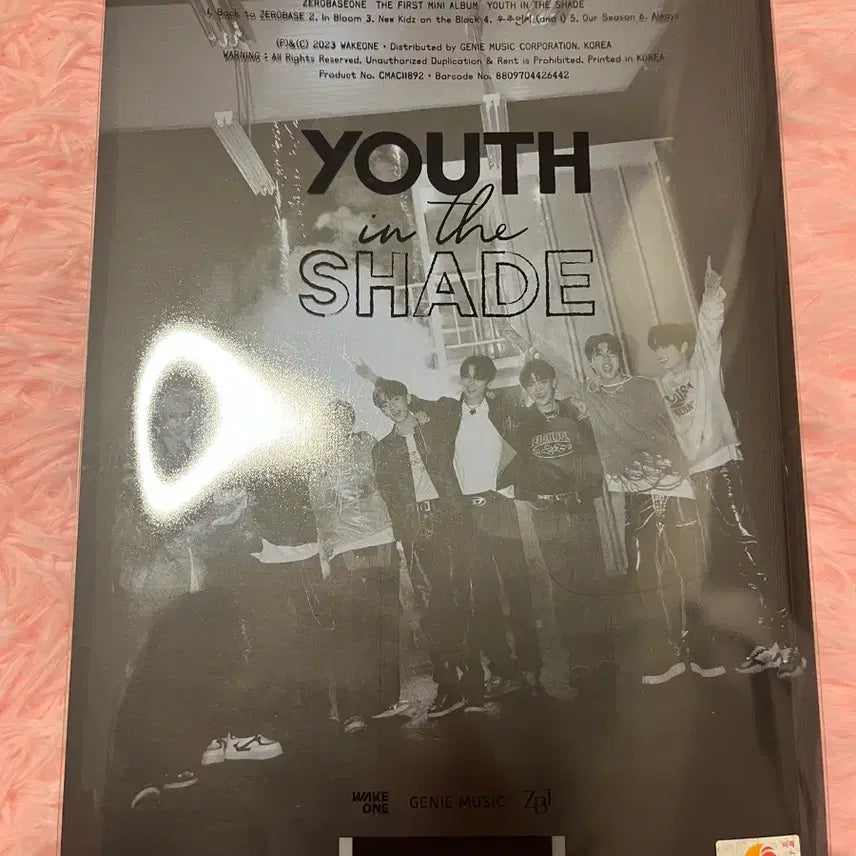 ZEROBASEONE THE FIRST MINI ALBUM YOUTH IN THE SHADE
1. Back to ZEROBASE 2. In Bloom 3. New Kidz on the Block 4. 우주먼지 (and I) 5. Our Season 6. Always
(P)&(C) 2023 WAKEONE • Distributed by GENIE MUSIC CORPORATION, KOREA
WARNING : All Rights Reserved. Unauthorized Duplication & Rent is Prohibited. Printed in KOREA
Product No. CMAC11892 • Barcode No. 8809704426442
YOUTH
in the
SHADE
WAKE
ONE
GENIE MUSIC
ZB1